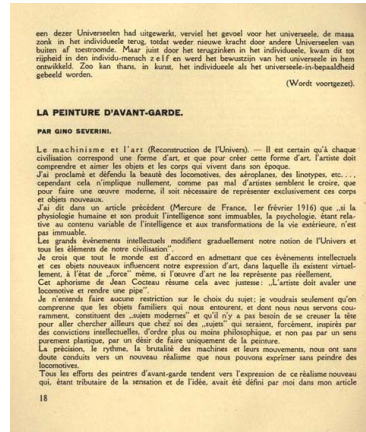 een dezer Universeelen had uitgewerkt, verviel het gevoel voor het universeele, de massa
zonk in het individueele terug, totdat weder nieuwe kracht door andere Universeelen van
buiten af toestroomde. Maar juist door het terugzinken in het individueele, kwam dit tot
rijpheid in den individu-mensch zelf en werd het bewustzijn van het universeele in hem
ontwikkeld. Zoo kan thans, in kunst, het individueele als het universeele-in-bepaaldheid
gebeeld worden.
(Wordt voortgezet).
LA PEINTURE D'AVANT-GARDE.
PAR GINO SEVERINI.
Le machinisme et l'art (Reconstruction de l'Univers). — Il est certain qu'à chaque
civilisation correspond une forme d'art, et que pour créer cette forme d'art, l'artiste doit
comprendre et aimer les objets et les corps qui vivent dans son époque.
J'ai proclamé et défendu la beauté des locomotives, des aéroplanes, des linotypes, etc...,
cependant cela n'implique nullement, comme pas mal d'artistes semblent le croire, que
pour faire une œuvre moderne, il soit nécessaire de représenter exclusivement ces corps
et objets nouveaux.
J'ai dit dans un article précédent (Mercure de France, 1er février 1916) que „si la
physiologie humaine et son produit l'intelligence sont immuables, la psychologie, étant rela-
tive au contenu variable de l'intelligence et aux transformations de la vie extérieure, n'est
pas immuable.
Les grands évènements intellectuels modifient graduellement notre notion de l'Univers et
tous les éléments de notre civilisation".
Je crois que tout le monde est d'accord en admettant que ces évènements intellectuels
et ces objets nouveaux influencent notre expression d'art, dans laquelle ils existent virtuel-
lement, à l'état de „force" même, si l'œuvre d'art ne les représente pas réellement.
Cet aphorisme de Jean Cocteau résume cela avec justesse: „L'artiste doit avaler une
locomotive et rendre une pipe".
Je n'entends faire aucune restriction sur le choix du sujet; je voudrais seulement qu'on
comprenne que les objets familiers qui nous entourent, et dont nous nous servons cou-
ramment, constituent des „sujets modernes" et qu'il n'y a pas besoin de se creuser la tête
pour aller chercher ailleurs que chez soi des „sujets" qui seraient, forcément, inspirés par
des convictions intellectuelles, d'ordre plus ou moins philosophique, et non pas par un sens
purement plastique, par un désir de faire uniquement de la peinture.
La précision, le rythme, la brutalité des machines et leurs mouvements, nous ont sans
doute conduits vers un nouveau réalisme que nous pouvons exprimer sans peindre des
locomotives.
Tous les efforts des peintres d'avant-garde tendent vers l'expression de ce réalisme nouveau
qui, étant tributaire de la sensation et de l'idée, avait été défini par moi dans mon article
18